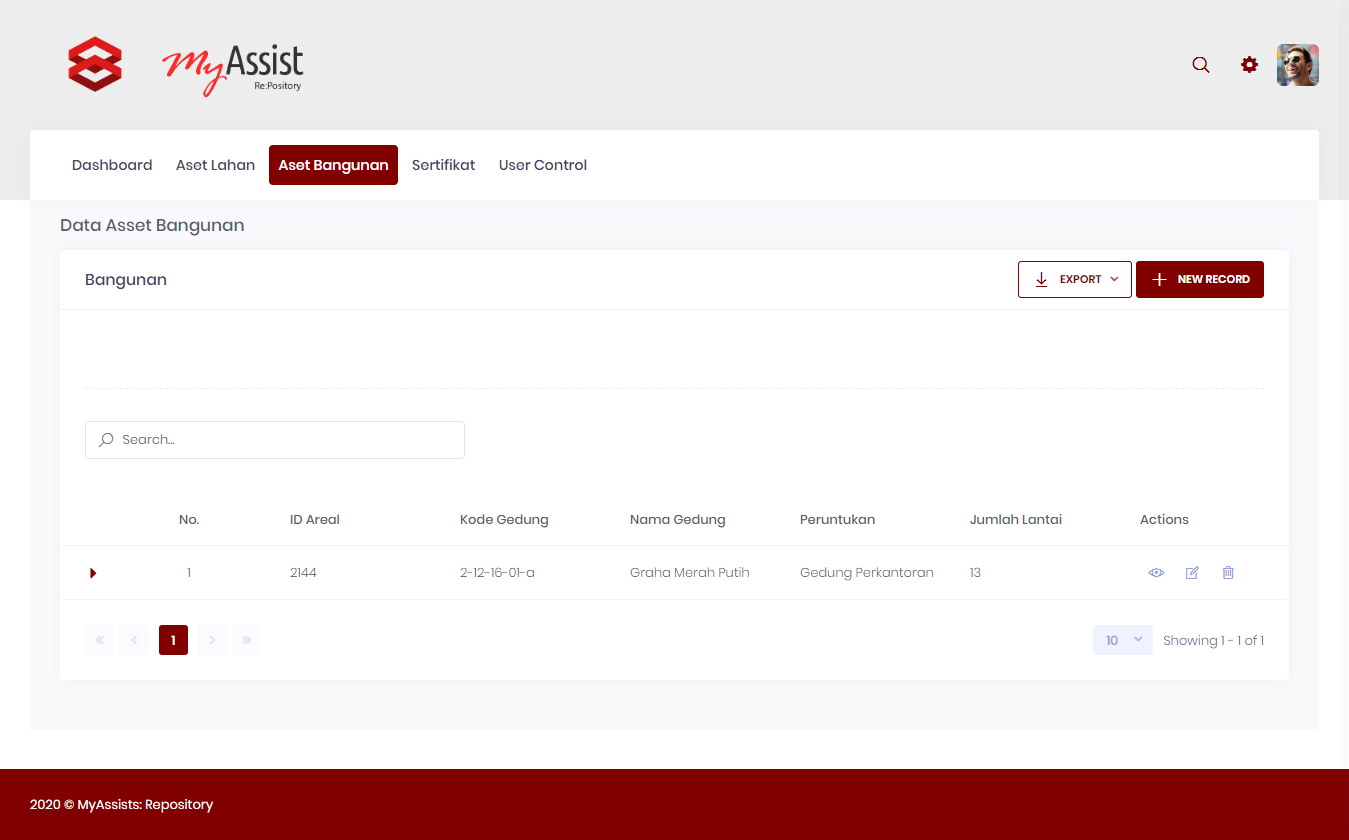 MyAssist
Re:Pository
Dashboard Aset Lahan Aset Bangunan Sertifikat User Control
Data Asset Bangunan
Bangunan
EXPORT NEW RECORD
Search...
No. ID Areal Kode Gedung Nama Gedung Peruntukan Jumlah Lantai Actions
1 2144 2-12-16-01-a Graha Merah Putih Gedung Perkantoran 13
« ‹ 1 › » 10 Showing 1 - 1 of 1
2020 © MyAssists: Repository